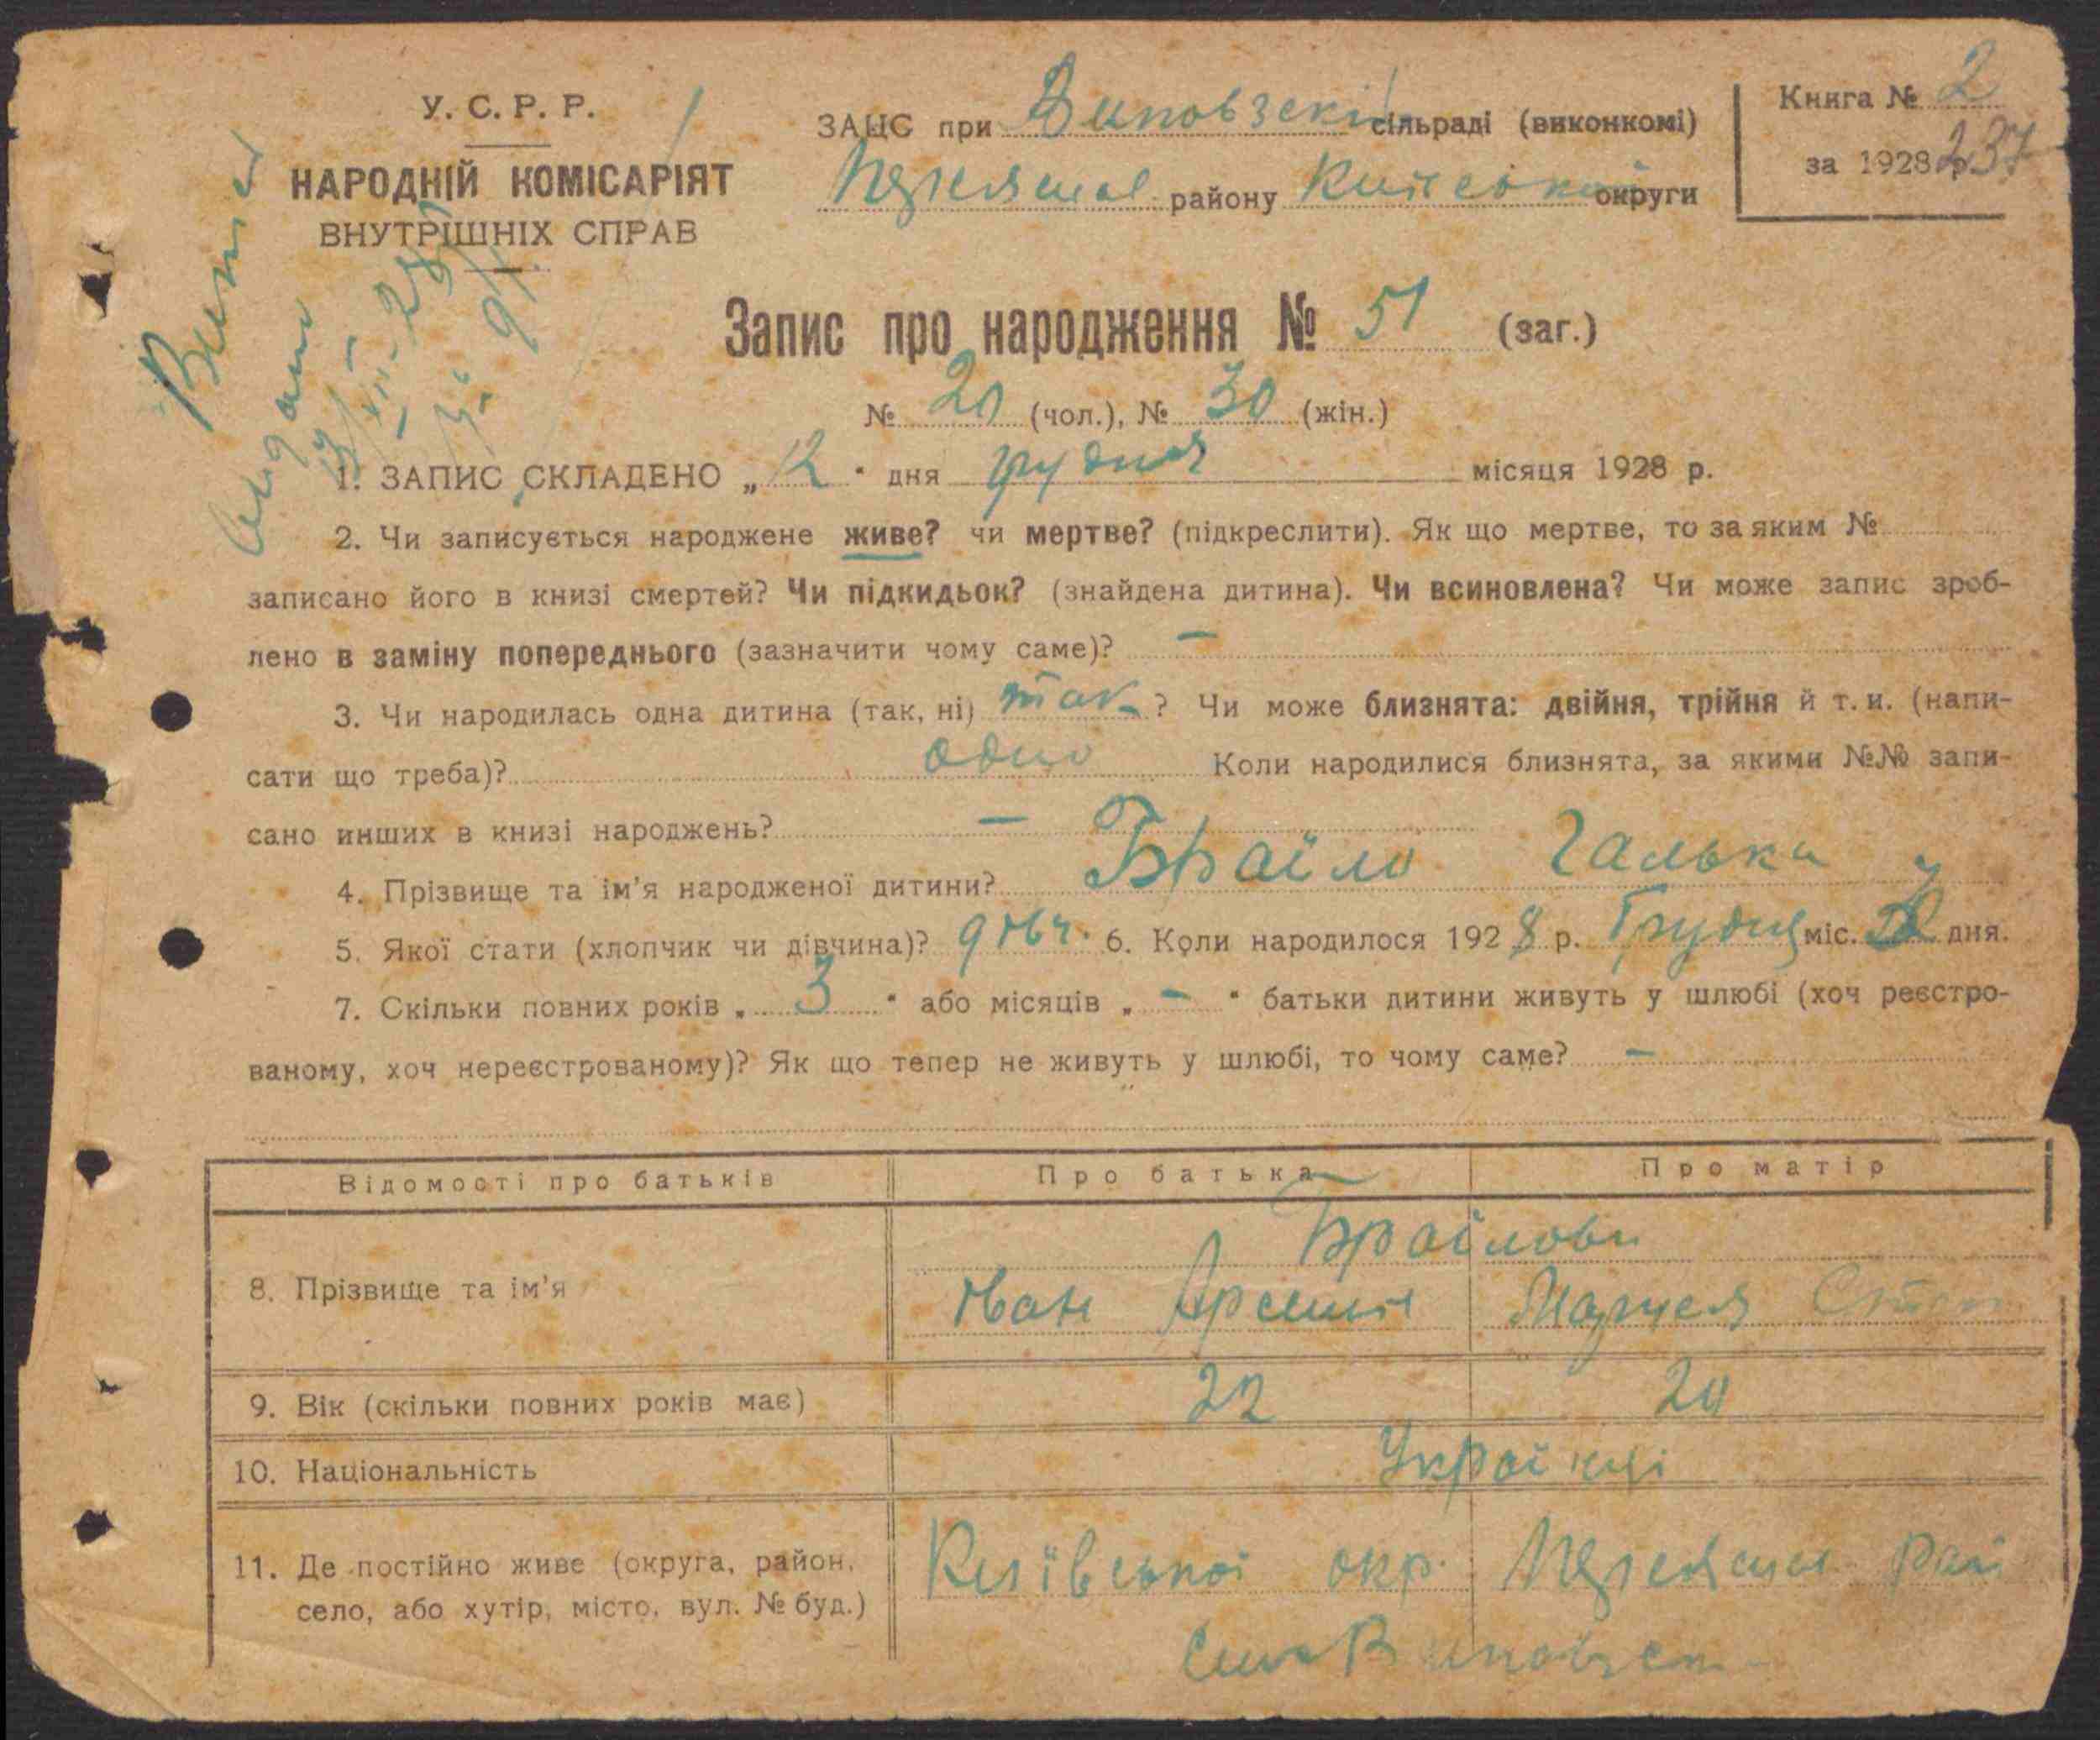 У. С. Р. Р.
НАРОДНІЙ КОМІСАРІЯТ
ВНУТРІШНІХ СПРАВ
ЗАЦС при сільраді (виконкомі)
району округи
Книга № 2
за 1928 р.
237
Запис про народження № 51 (заг.)
№ (чол.), № 30 (жін.)
1. ЗАПИС СКЛАДЕНО „12" дня грудня місяця 1928 р.
2. Чи записується народжене живе? чи мертве? (підкреслити). Як що мертве, то за яким №
записано його в книзі смертей? Чи підкидьок? (знайдена дитина). Чи всиновлена? Чи може запис зроб-
лено в заміну попереднього (зазначити чому саме)? —
3. Чи народилась одна дитина (так, ні) так ? Чи може близнята: двійня, трійня й т. и. (напи-
сати що треба)? одно Коли народилися близнята, за якими №№ запи-
сано инших в книзі народжень? —
4. Прізвище та ім'я народженої дитини? Браїло Галька
5. Якої стати (хлопчик чи дівчина)? 6. Коли народилося 1928 р. міс. дня.
7. Скільки повних років „ 3 " або місяців „ - " батьки дитини живуть у шлюбі (хоч реєстро-
ваному, хоч нереєстрованому)? Як що тепер не живуть у шлюбі, то чому саме? —
Відомості про батьків Про батька Про матір
8. Прізвище та ім'я Браїлови
Іван
9. Вік (скільки повних років має) 22 20
10. Національність Українці
11. Де постійно живе (округа, район, Київської окр.
село, або хутір, місто, вул. № буд.)